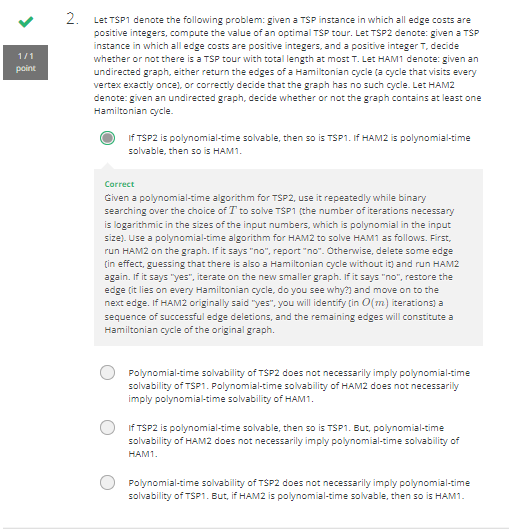 2. Let TSP1 denote the following problem: given a TSP instance in which all edge costs are
positive integers, compute the value of an optimal TSP tour. Let TSP2 denote: given a TSP
instance in which all edge costs are positive integers, and a positive integer T, decide
1/1
whether or not there is a TSP tour with total length at most T. Let HAM1 denote: given an
point
undirected graph, either return the edges of a Hamiltonian cycle (a cycle that visits every
vertex exactly once), or correctly decide that the graph has no such cycle. Let HAM2
denote: given an undirected graph, decide whether or not the graph contains at least one
Hamiltonian cycle.
If TSP2 is polynomial-time solvable, then so is TSP1. If HAM2 is polynomial-time
solvable, then so is HAM1.
Correct
Given a polynomial-time algorithm for TSP2, use it repeatedly while binary
searching over the choice of T to solve TSP1 (the number of iterations necessary
is logarithmic in the sizes of the input numbers, which is polynomial in the input
size). Use a polynomial-time algorithm for HAM2 to solve HAM1 as follows. First,
run HAM2 on the graph. If it says "no", report "no". Otherwise, delete some edge
(in effect, guessing that there is also a Hamiltonian cycle without it) and run HAM2
again. If it says "yes", iterate on the new smaller graph. If it says "no", restore the
edge (it lies on every Hamiltonian cycle, do you see why?) and move on to the
next edge. If HAM2 originally said "yes", you will identify (in O(m) iterations) a
sequence of successful edge deletions, and the remaining edges will constitute a
Hamiltonian cycle of the original graph.
Polynomial-time solvability of TSP2 does not necessarily imply polynomial-time
solvability of TSP1. Polynomial-time solvability of HAM2 does not necessarily
imply polynomial-time solvability of HAM1.
If TSP2 is polynomial-time solvable, then so is TSP1. But, polynomial-time
solvability of HAM2 does not necessarily imply polynomial-time solvability of
HAM1.
Polynomial-time solvability of TSP2 does not necessarily imply polynomial-time
solvability of TSP1. But, if HAM2 is polynomial-time solvable, then so is HAM1.